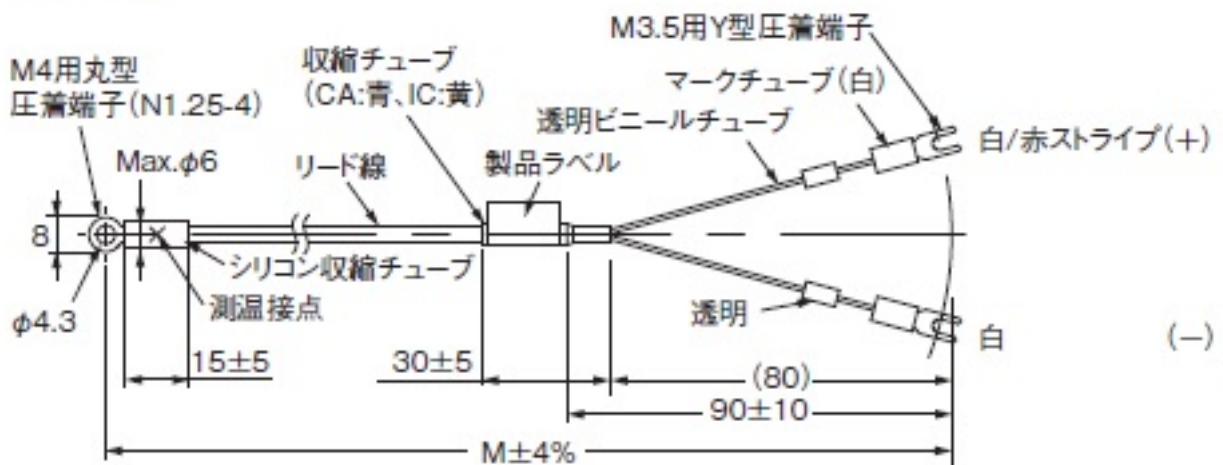 M3.5用Y型圧着端子
M4用丸型
圧着端子(N1.25-4)
収縮チューブ
(CA:青、IC:黄)
マークチューブ(白)
透明ビニールチューブ
白/赤ストライプ(+)
Max.φ6
リード線
製品ラベル
8
シリコン収縮チューブ
測温接点
φ4.3
透明
白 (−)
15±5
30±5
(80)
90±10
M±4%